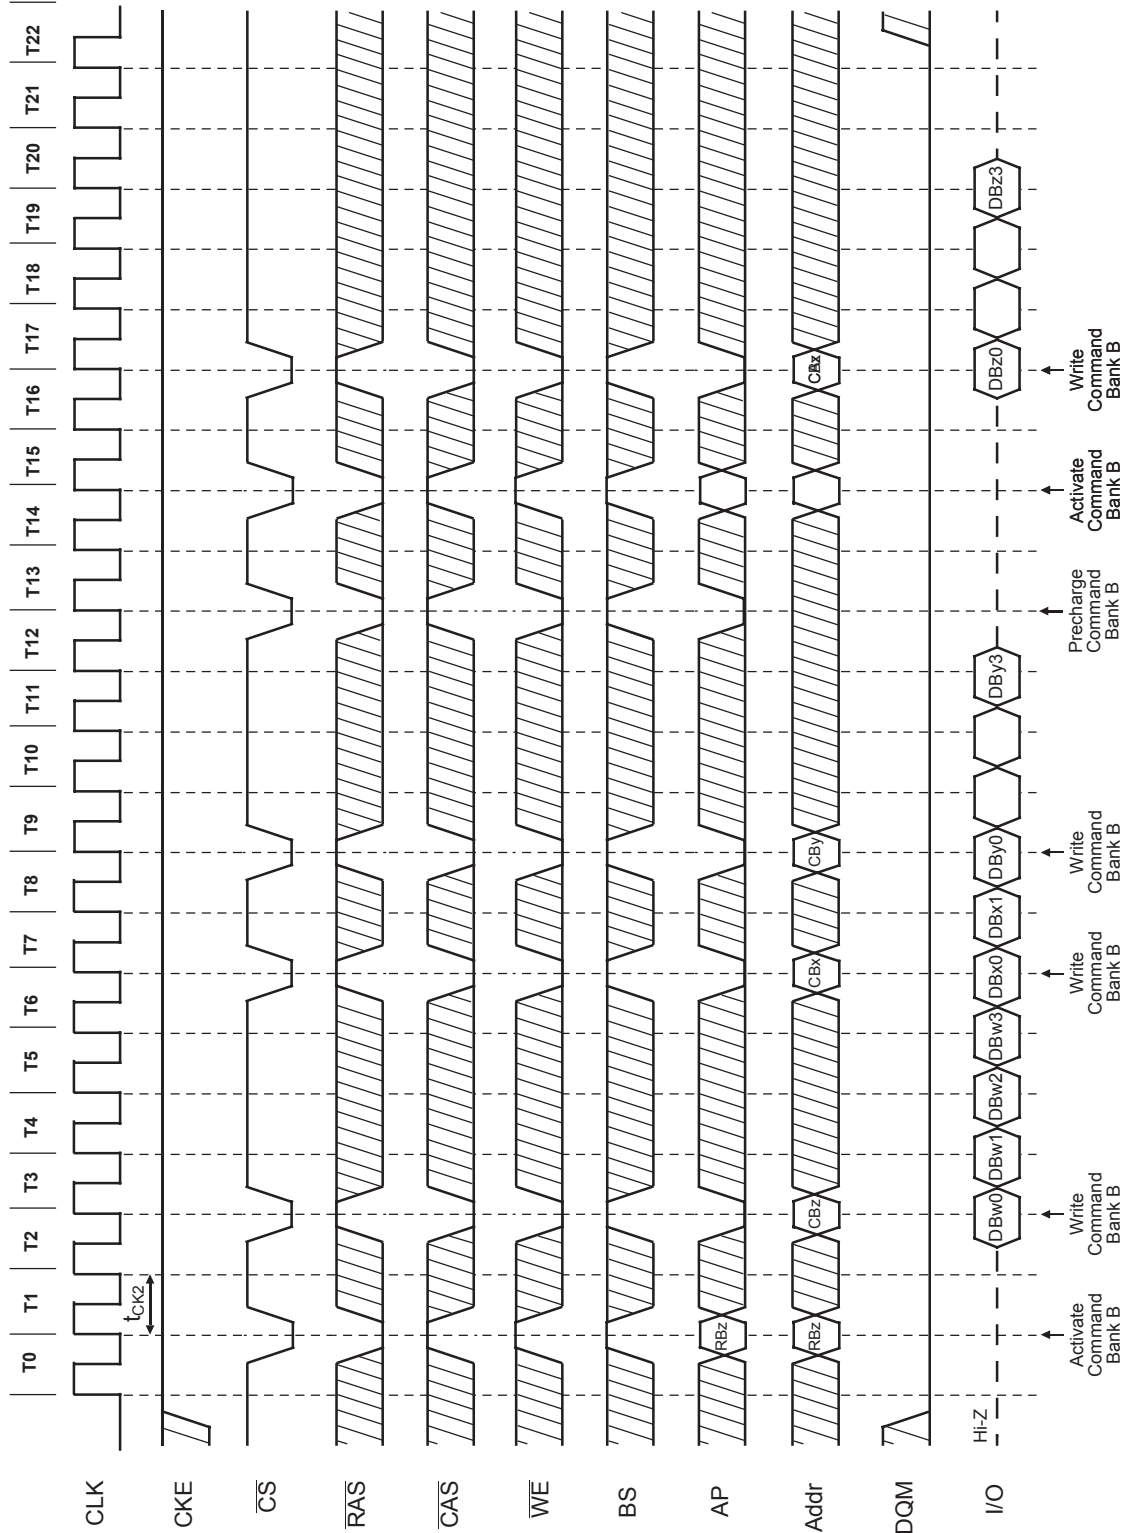 T0 T1 T2 T3 T4 T5 T6 T7 T8 T9 T10 T11 T12 T13 T14 T15 T16 T17 T18 T19 T20 T21 T22
CLK
tCK2
CKE
CS
RAS
CAS
WE
BS
AP RBz
Addr RBz CBz CBx CBy
DQM
I/O Hi-Z DBw0 DBw1 DBw2 DBw3 DBx0 DBx1 DBy0 DBy3 DBz0 DBz3
Activate
Command
Bank B
Write
Command
Bank B
Write
Command
Bank B
Write
Command
Bank B
Precharge
Command
Bank B
Activate
Command
Bank B
Write
Command
Bank B